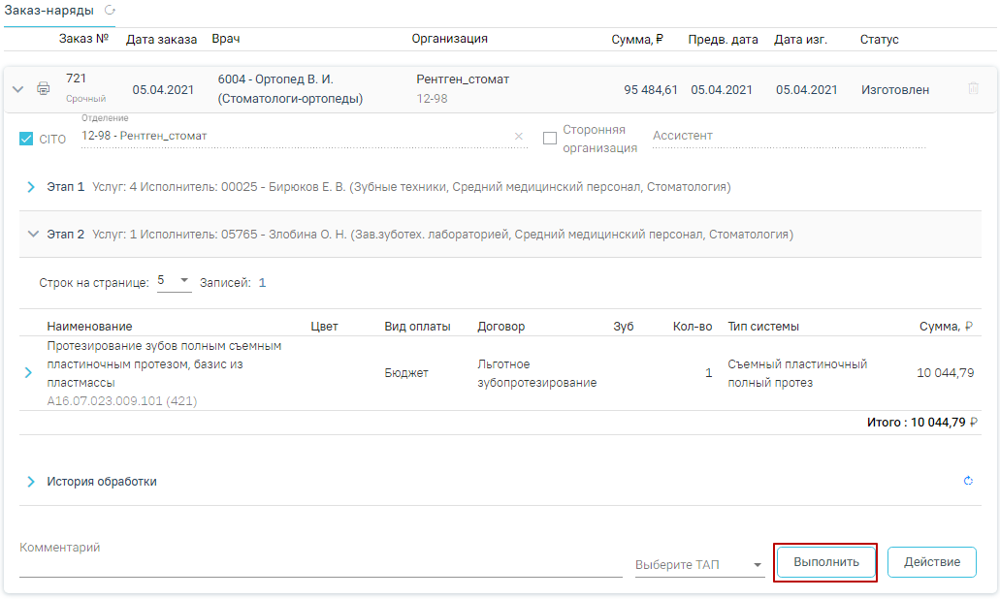 Заказ-наряды
Заказ № Дата заказа Врач Организация Сумма, ₽ Предв. дата Дата изг. Статус
721 Срочный 05.04.2021 6004 - Ортопед В. И. (Стоматологи-ортопеды) Рентген_стомат 12-98 95 484,61 05.04.2021 05.04.2021 Изготовлен
Отделение
CITO 12-98 - Рентген_стомат Сторонняя организация Ассистент
Этап 1 Услуг: 4 Исполнитель: 00025 - Бирюков Е. В. (Зубные техники, Средний медицинский персонал, Стоматология)
Этап 2 Услуг: 1 Исполнитель: 05765 - Злобина О. Н. (Зав.зуботех. лабораторией, Средний медицинский персонал, Стоматология)
Строк на странице: 5 Записей: 1
Наименование Цвет Вид оплаты Договор Зуб Кол-во Тип системы Сумма, ₽
Протезирование зубов полным съемным
пластиночным протезом, базис из
пластмассы
A16.07.023.009.101 (421)
Бюджет
Льготное
зубопротезирование
1
Съемный пластиночный
полный протез
10 044,79
Итого : 10 044,79 ₽
История обработки
Комментарий
Выберите ТАП Выполнить Действие